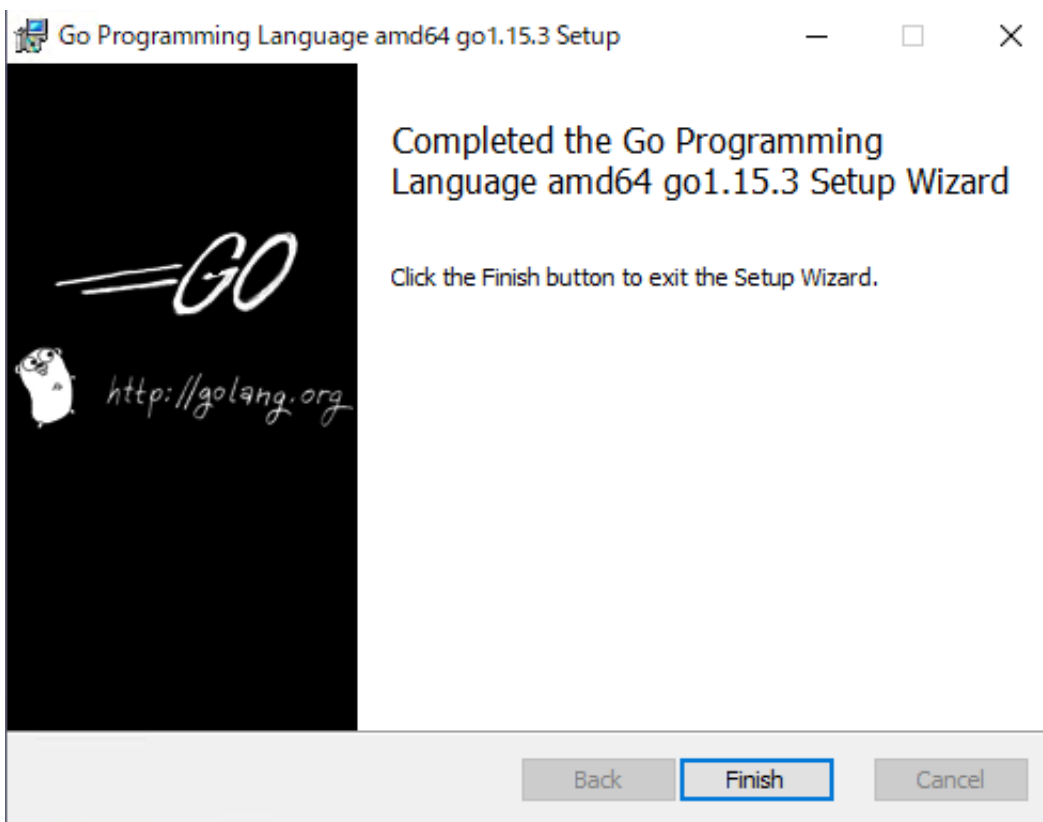 Go Programming Language amd64 go1.15.3 Setup
Completed the Go Programming
Language amd64 go1.15.3 Setup Wizard
Click the Finish button to exit the Setup Wizard.
GO
http://golang.org
Back
Finish
Cancel